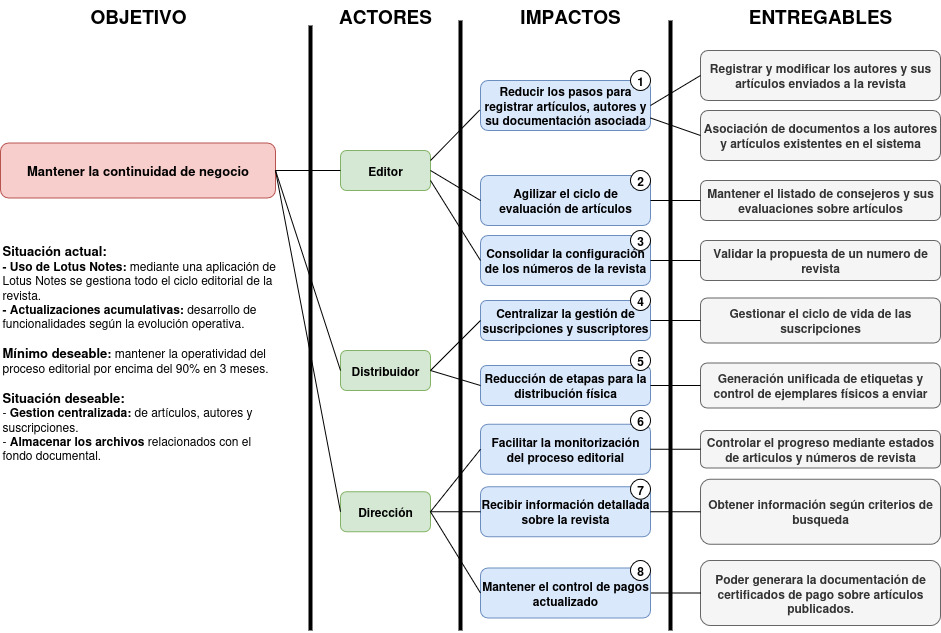 OBJETIVO
ACTORES
IMPACTOS
ENTREGABLES
Mantener la continuidad de negocio
Situación actual:
- Uso de Lotus Notes: mediante una aplicación de
Lotus Notes se gestiona todo el ciclo editorial de la
revista.
- Actualizaciones acumulativas: desarrollo de
funcionalidades según la evolución operativa.
Mínimo deseable: mantener la operatividad del
proceso editorial por encima del 90% en 3 meses.
Situación deseable:
- Gestion centralizada: de artículos, autores y
suscripciones.
- Almacenar los archivos relacionados con el
fondo documental.
Editor
Distribuidor
Dirección
1
Reducir los pasos para
registrar artículos, autores y
su documentación asociada
2
Agilizar el ciclo de
evaluación de artículos
3
Consolidar la configuración
de los números de la revista
4
Centralizar la gestión de
suscripciones y suscriptores
5
Reducción de etapas para la
distribución física
6
Facilitar la monitorización
del proceso editorial
7
Recibir información detallada
sobre la revista
8
Mantener el control de pagos
actualizado
Registrar y modificar los autores y sus
artículos enviados a la revista
Asociación de documentos a los autores
y artículos existentes en el sistema
Mantener el listado de consejeros y sus
evaluaciones sobre artículos
Validar la propuesta de un numero de
revista
Gestionar el ciclo de vida de las
suscripciones
Generación unificada de etiquetas y
control de ejemplares físicos a enviar
Controlar el progreso mediante estados
de articulos y números de revista
Obtener información según criterios de
busqueda
Poder generara la documentación de
certificados de pago sobre artículos
publicados.